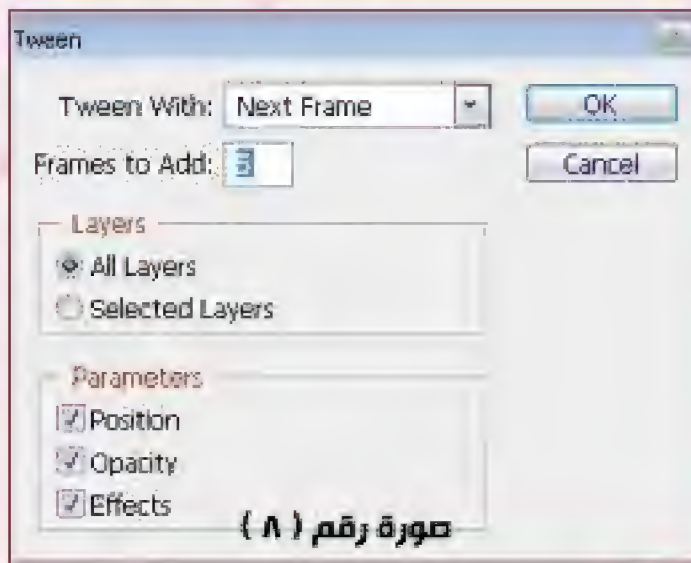 Tween
Tween With: Next Frame
OK
Frames to Add: 3
Cancel
Layers
All Layers
Selected Layers
Parameters
Position
Opacity
Effects
صورة رقم ( ٨ )